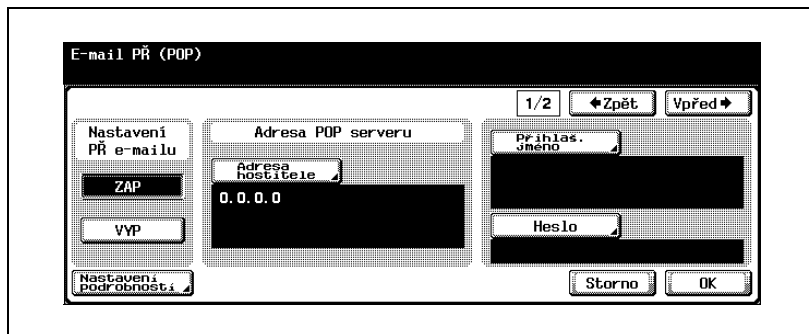 E-mail PŘ (POP)
1/2
Zpět
Vpřed
Nastavení
PŘ e-mailu
ZAP
VYP
Nastavení
podrobností
Adresa POP serveru
Adresa
hostitele
0.0.0.0
Přihlaš.
jméno
Heslo
Storno
OK